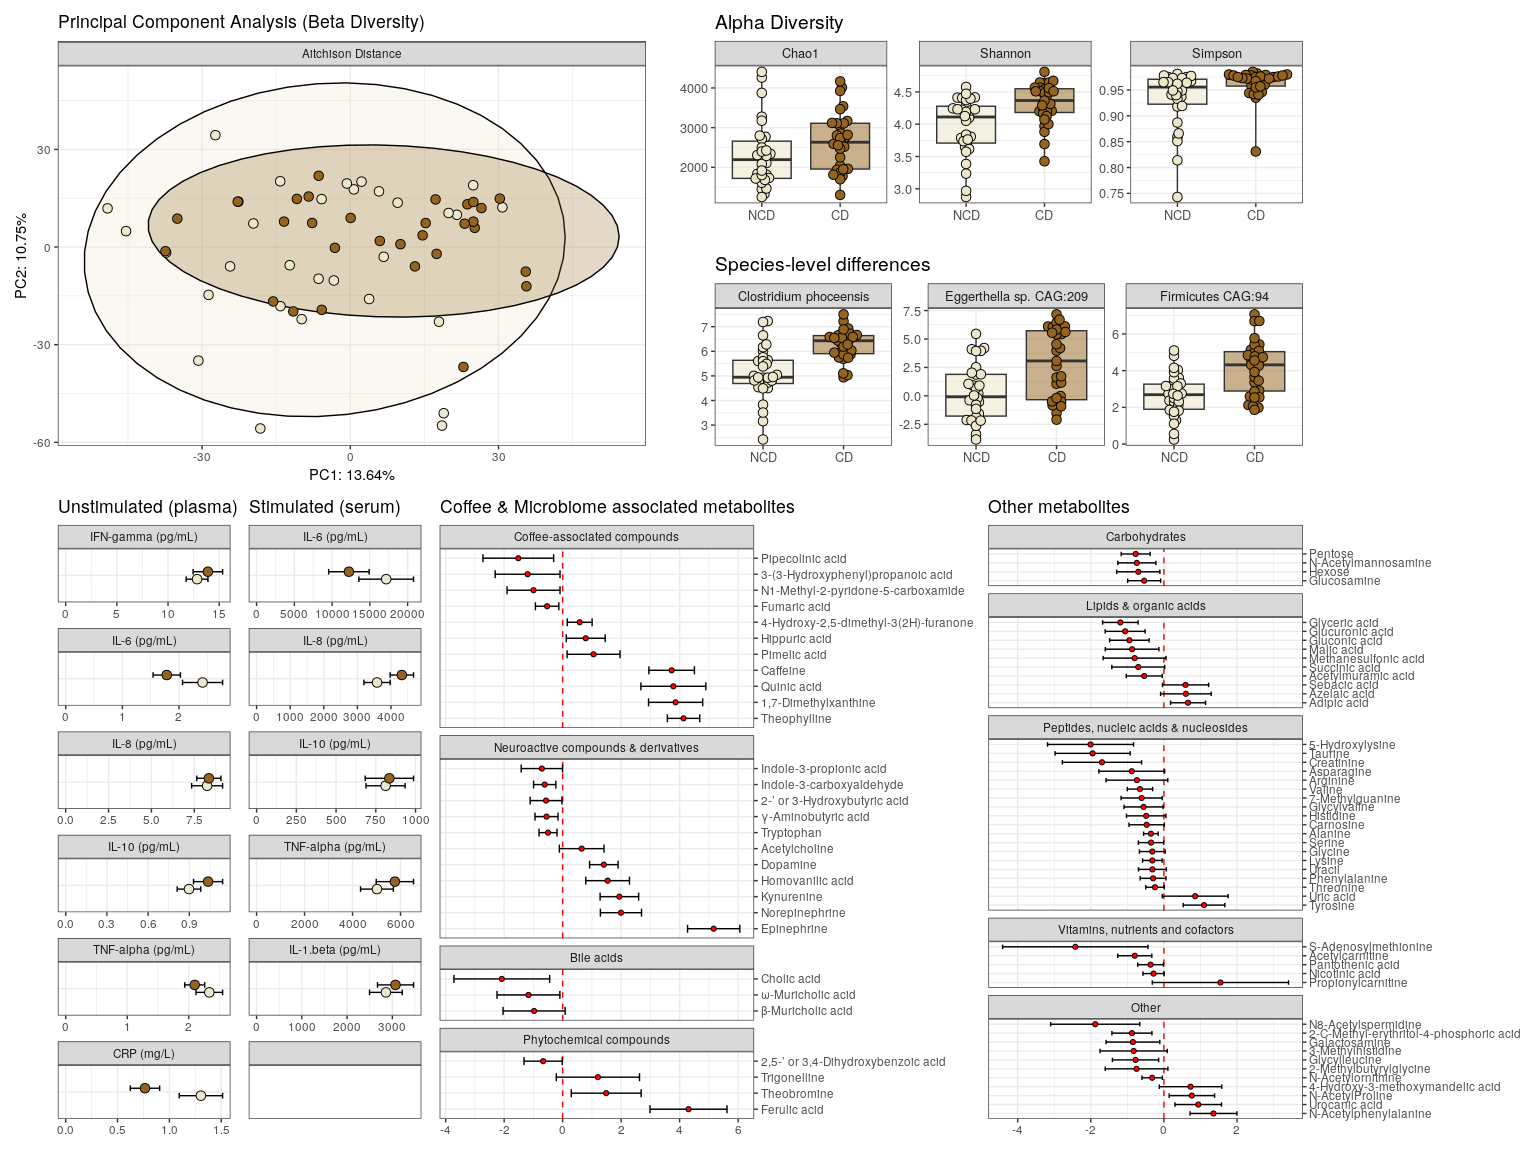 Principal Component Analysis (Beta Diversity)
Aitchison Distance
PC2: 10.75%
30
0
-30
-60
-30
0
30
PC1: 13.64%
Alpha Diversity
Chao1
Shannon
Simpson
4000
3000
2000
4.5
4.0
3.5
3.0
0.95
0.90
0.85
0.80
0.75
NCD
CD
NCD
CD
NCD
CD
Species-level differences
Clostridium phoceensis
Eggerthella sp. CAG:209
Firmicutes CAG:94
7
6
5
4
3
7.5
5.0
2.5
0.0
-2.5
6
4
2
0
NCD
CD
NCD
CD
NCD
CD
Unstimulated (plasma)
IFN-gamma (pg/mL)
0 5 10 15
IL-6 (pg/mL)
0 1 2
IL-8 (pg/mL)
0.0 2.5 5.0 7.5
IL-10 (pg/mL)
0.0 0.3 0.6 0.9
TNF-alpha (pg/mL)
0 1 2
CRP (mg/L)
0.0 0.5 1.0 1.5
Stimulated (serum)
IL-6 (pg/mL)
0 5000 10000 15000 20000
IL-8 (pg/mL)
0 1000 2000 3000 4000
IL-10 (pg/mL)
0 250 500 750 1000
TNF-alpha (pg/mL)
0 2000 4000 6000
IL-1.beta (pg/mL)
0 1000 2000 3000
Coffee & Microbiome associated metabolites
Coffee-associated compounds
Pipecolinic acid
3-(3-Hydroxyphenyl)propanoic acid
N1-Methyl-2-pyridone-5-carboxamide
Fumaric acid
4-Hydroxy-2,5-dimethyl-3(2H)-furanone
Hippuric acid
Pimelic acid
Caffeine
Quinic acid
1,7-Dimethylxanthine
Theophylline
Neuroactive compounds & derivatives
Indole-3-propionic acid
Indole-3-carboxyaldehyde
2-' or 3-Hydroxybutyric acid
γ-Aminobutyric acid
Tryptophan
Acetylcholine
Dopamine
Homovanilic acid
Kynurenine
Norepinephrine
Epinephrine
Bile acids
Cholic acid
ω-Muricholic acid
β-Muricholic acid
Phytochemical compounds
2,5-' or 3,4-Dihydroxybenzoic acid
Trigonelline
Theobromine
Ferulic acid
-4 -2 0 2 4 6
Other metabolites
Carbohydrates
Pentose
N-Acetylmannosamine
Hexose
Glucosamine
Lipids & organic acids
Glyceric acid
Glucuronic acid
Gluconic acid
Malic acid
Methanesulfonic acid
Succinic acid
Acetylmuramic acid
Sebacic acid
Azelaic acid
Adipic acid
Peptides, nucleic acids & nucleosides
5-Hydroxylysine
Taurine
Creatinine
Asparagine
Arginine
Valine
7-Methylguanine
Glycylvaline
Histidine
Carnosine
Alanine
Serine
Glycine
Lysine
Uracil
Phenylalanine
Threonine
Uric acid
Tyrosine
Vitamins, nutrients and cofactors
S-Adenosylmethionine
Acetylcarnitine
Pantothenic acid
Nicotinic acid
Propionylcarnitine
Other
N8-Acetylspermidine
2-C-Methyl-erythritol-4-phosphoric acid
Galactosamine
3-Methylhistidine
Glycylleucine
2-Methylbutyrylglycine
N-Acetylornithine
4-Hydroxy-3-methoxymandelic acid
N-AcetylProline
Urocanic acid
N-Acetylphenylalanine
-4 -2 0 2